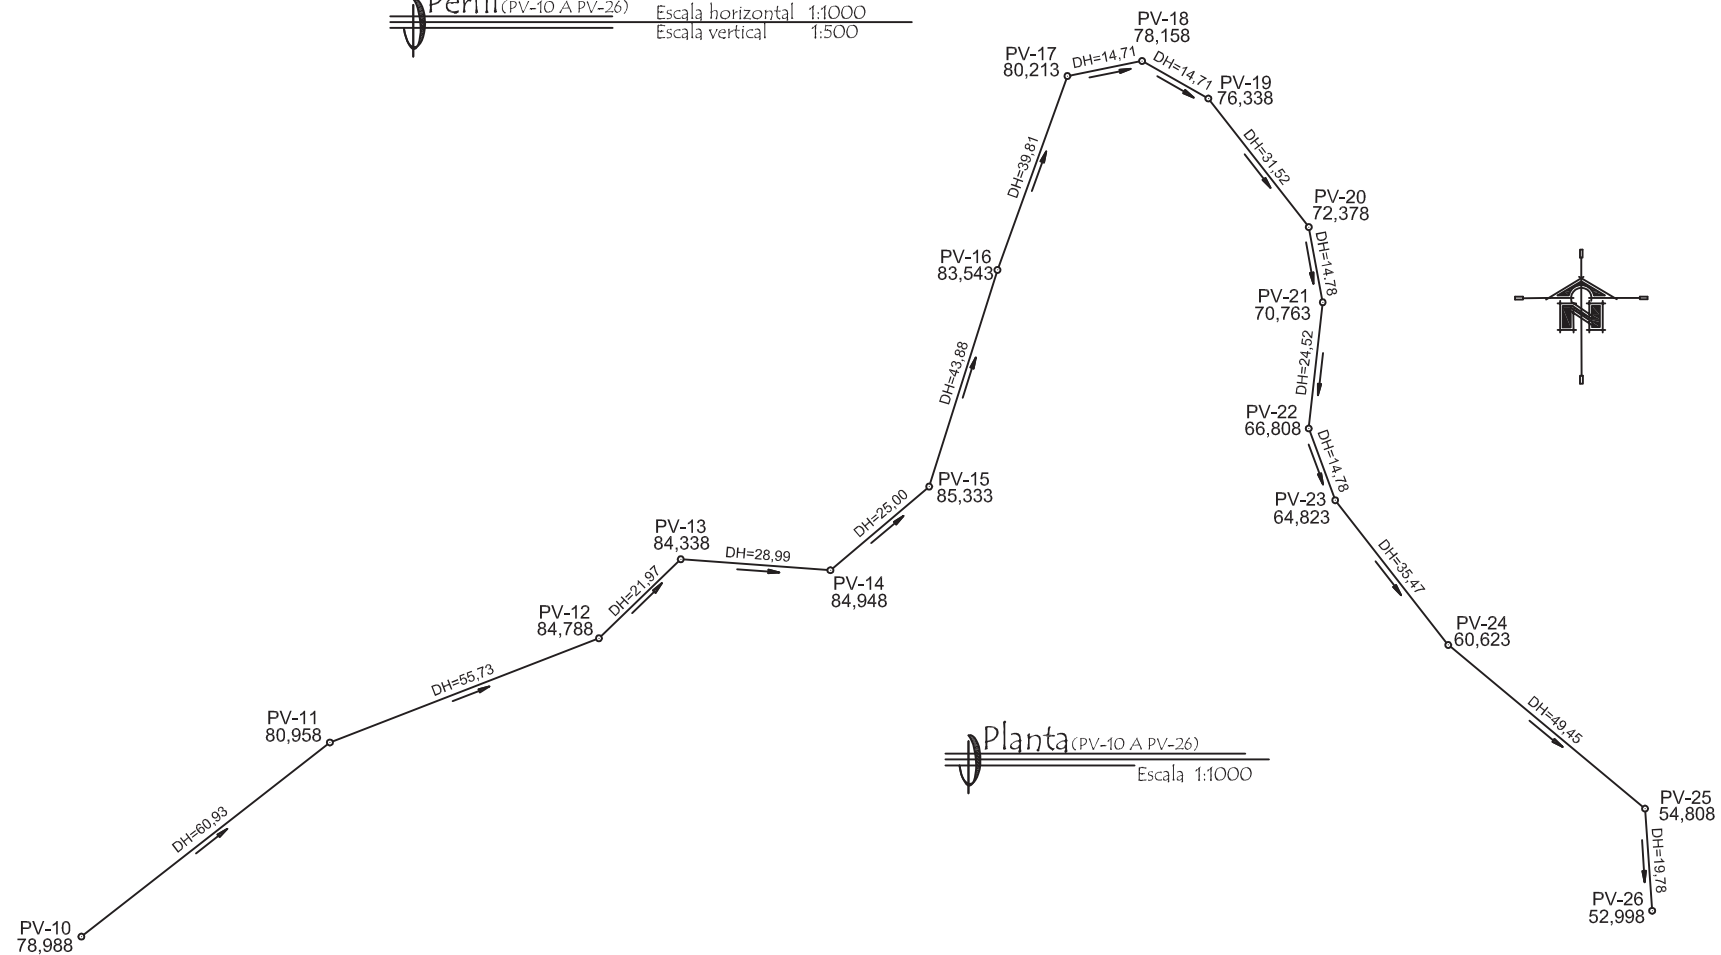 Perfil (PV-10 A PV-26)
Escala horizontal 1:1000
Escala vertical 1:500
PV-10
78,988
DH=60,93
PV-11
80,958
DH=55,73
PV-12
84,788
DH=21,97
PV-13
84,338
DH=28,99
PV-14
84,948
DH=25,00
PV-15
85,333
DH=43,88
PV-16
83,543
DH=39,81
PV-17
80,213
DH=14,71
PV-18
78,158
DH=14,71
PV-19
76,338
DH=31,52
PV-20
72,378
DH=14.78
PV-21
70,763
DH=24,52
PV-22
66,808
DH=14,78
PV-23
64,823
DH=35,47
PV-24
60,623
DH=49,45
PV-25
54,808
DH=19,78
PV-26
52,998
N
Planta (PV-10 A PV-26)
Escala 1:1000